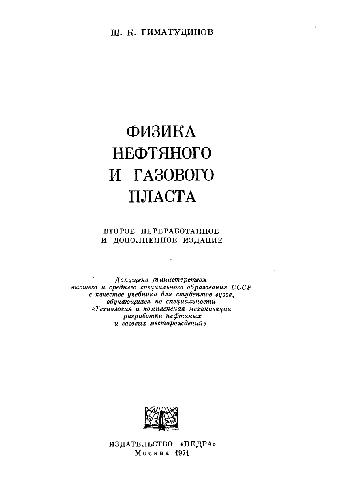 Ш. К. ГИМАТУДИНОВ
ФИЗИКА
НЕФТЯНОГО
И ГАЗОВОГО
ПЛАСТА
ВТОРОЕ ПЕРЕРАБОТАННОЕ
И ДОПОЛНЕННОЕ ИЗДАНИЕ
Допущено Министерством
высшего и среднего специального образования СССР
в качестве учебника для студентов вузов,
обучающихся по специальности
«Технология и комплексная механизация
разработки нефтяных
и газовых месторождений»
ИЗДАТЕЛЬСТВО «НЕДРА»
Москва 1971